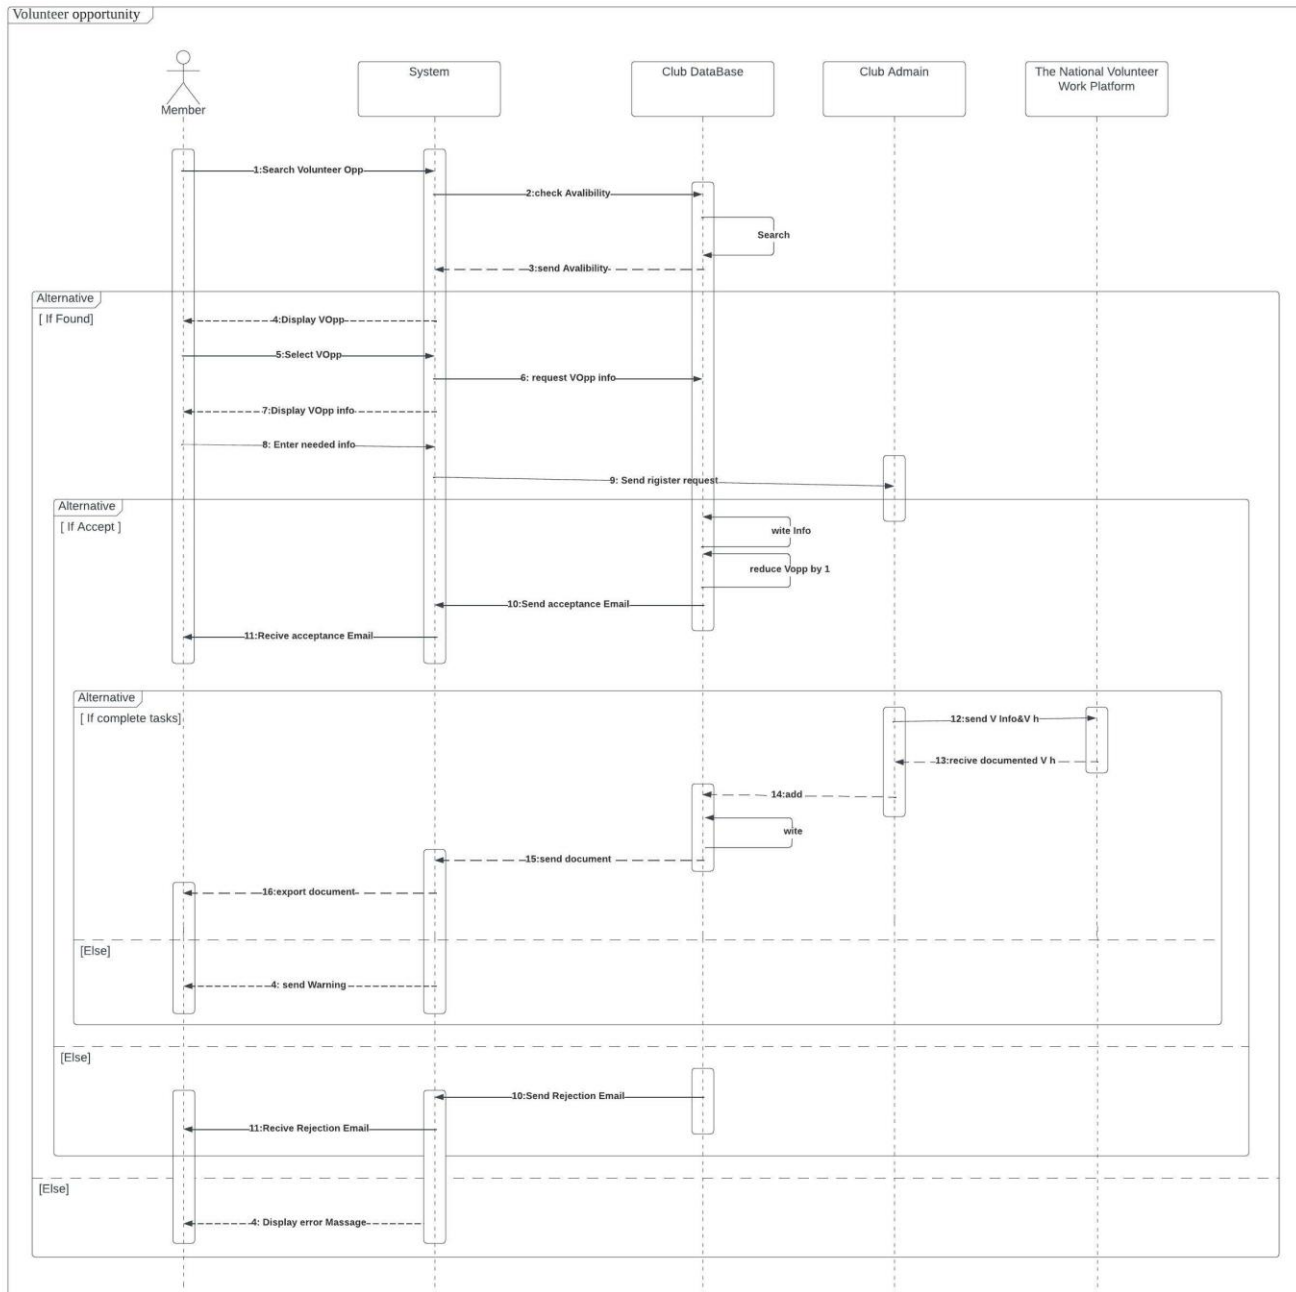 Volunteer opportunity
Member
System
Club DataBase
Club Admain
The National Volunteer
Work Platform
1:Search Volunteer Opp
2:check Avalibility
Search
3:send Avalibility
Alternative
[ If Found]
4:Display VOpp
5:Select VOpp
6: request VOpp info
7:Display VOpp info
8: Enter needed info
9: Send rigister request
Alternative
[ If Accept ]
wite Info
reduce Vopp by 1
10:Send acceptance Email
11:Recive acceptance Email
Alternative
[ If complete tasks]
12:send V Info&V h
13:recive documented V h
14:add
wite
15:send document
16:export document
[Else]
4: send Warning
[Else]
10:Send Rejection Email
11:Recive Rejection Email
[Else]
4: Display error Massage